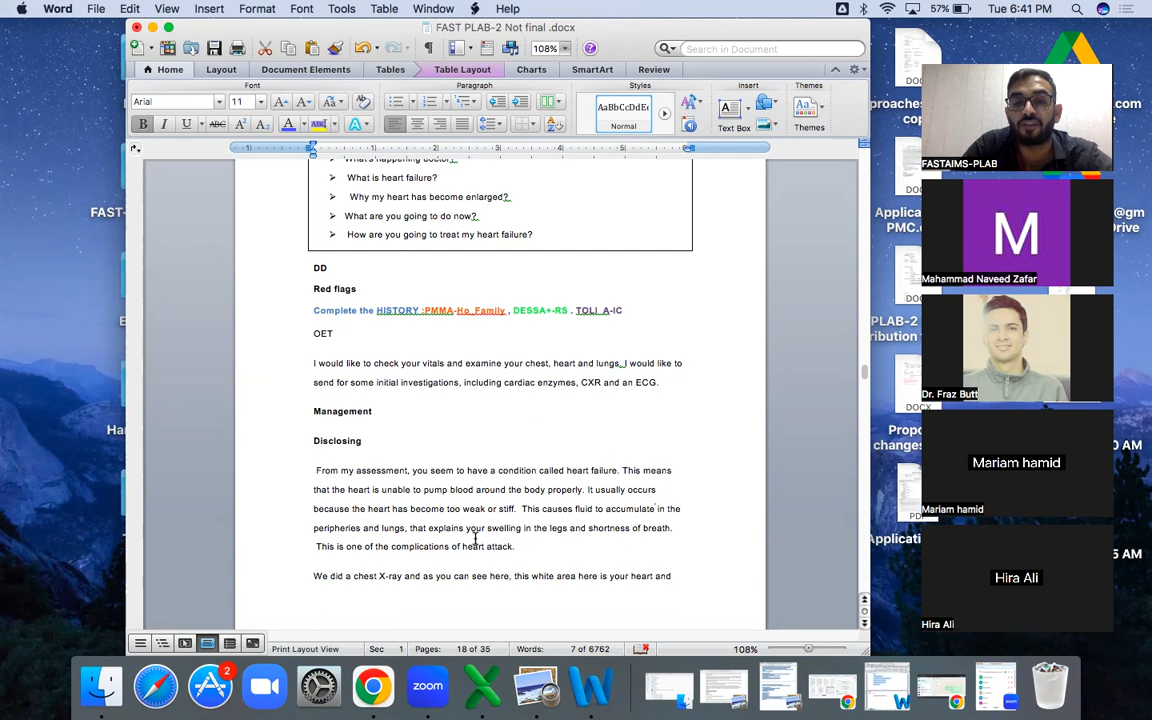 Word File Edit View Insert Format Font Tools Table Window Help
57% Tue 6:41 PM
FAST PLAB-2 Not final .docx
108% Search in Document
Home Layout Document Elements Tables Table Layout Charts SmartArt Review
Font Paragraph Styles Insert Themes
Arial 11
AaBbCcDdEe
Normal
Text Box Themes
What is heart failure?
Why my heart has become enlarged?
What are you going to do now?
How are you going to treat my heart failure?
DD
Red flags
Complete the HISTORY :PMMA-Ho_Family , DESSA+-RS . TOLI_A-IC
OET
I would like to check your vitals and examine your chest, heart and lungs. I would like to
send for some initial investigations, including cardiac enzymes, CXR and an ECG.
Management
Disclosing
From my assessment, you seem to have a condition called heart failure. This means
that the heart is unable to pump blood around the body properly. It usually occurs
because the heart has become too weak or stiff. This causes fluid to accumulate in the
peripheries and lungs, that explains your swelling in the legs and shortness of breath.
This is one of the complications of heart attack.
We did a chest X-ray and as you can see here, this white area here is your heart and
Print Layout View Sec 1 Pages: 18 of 35 Words: 7 of 6762 108%
FAST-
Har
DOCX
FASTAIMS-PLAB
M
Mahammad Naveed Zafar
Dr. Fraz Butt
Mariam hamid
Mariam hamid
Hira Ali
Hira Ali
2
zoom